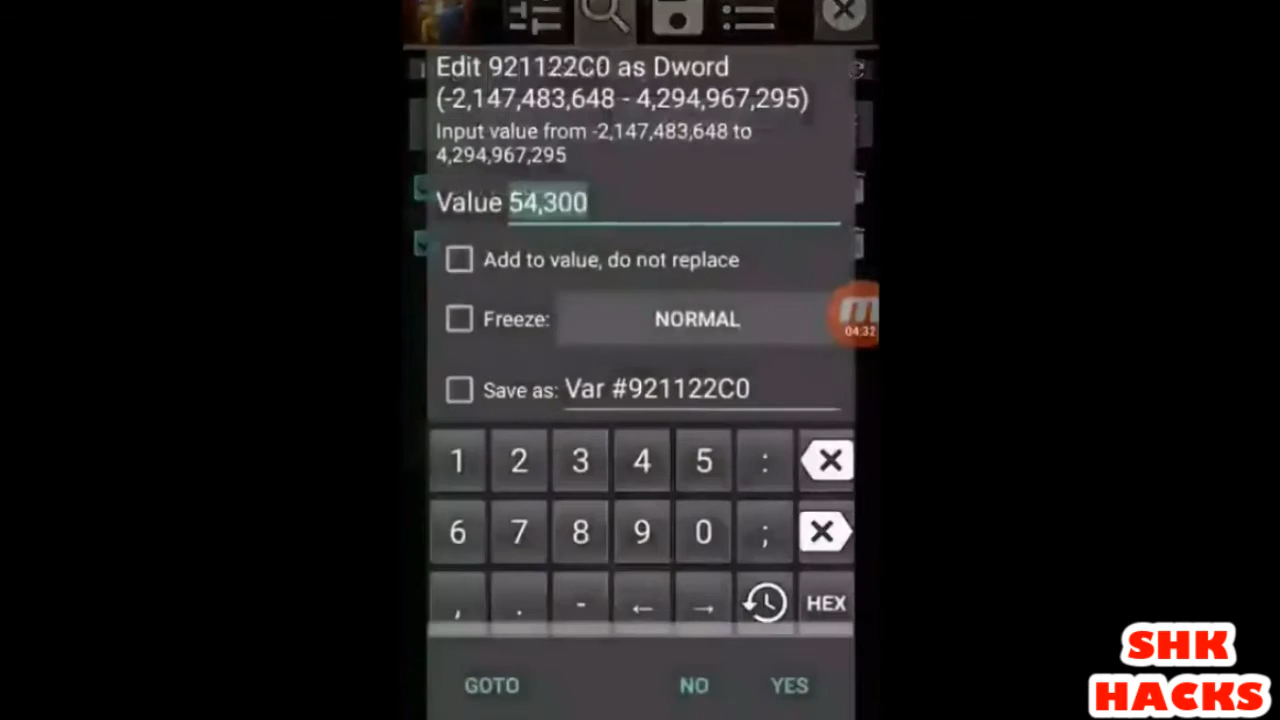 Edit 921122C0 as Dword
(-2,147,483,648 - 4,294,967,295)
Input value from -2,147,483,648 to
4,294,967,295
Value 54,300
Add to value, do not replace
Freeze: NORMAL
04:32
Save as: Var #921122C0
1 2 3 4 5 :
6 7 8 9 0 ;
, . - ← → HEX
GOTO NO YES
SHK
HACKS